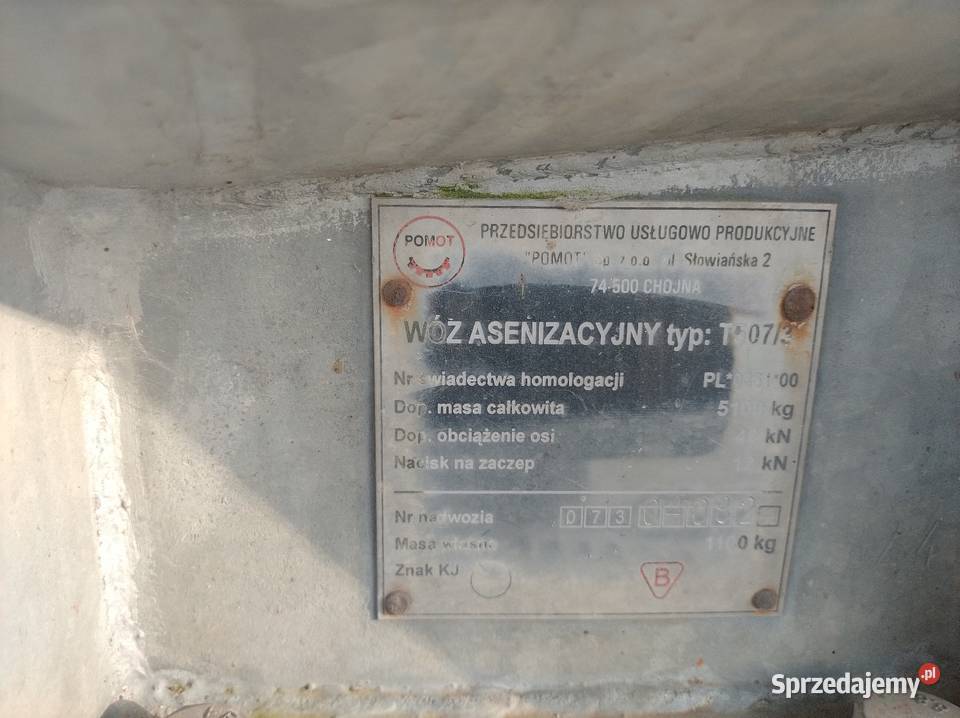 POMOT
PRZEDSIĘBIORSTWO USŁUGOWO PRODUKCYJNE
"POMOT" Sp. z o.o. ul. Słowiańska 2
74-500 CHOJNA
WÓZ ASENIZACYJNY typ:
Nr świadectwa homologacji
Dop. masa całkowita kg
Dop. obciążenie osi kN
Nacisk na zaczep kN
Nr nadwozia 073
Masa własna kg
Znak KJ B
Sprzedajemy.pl